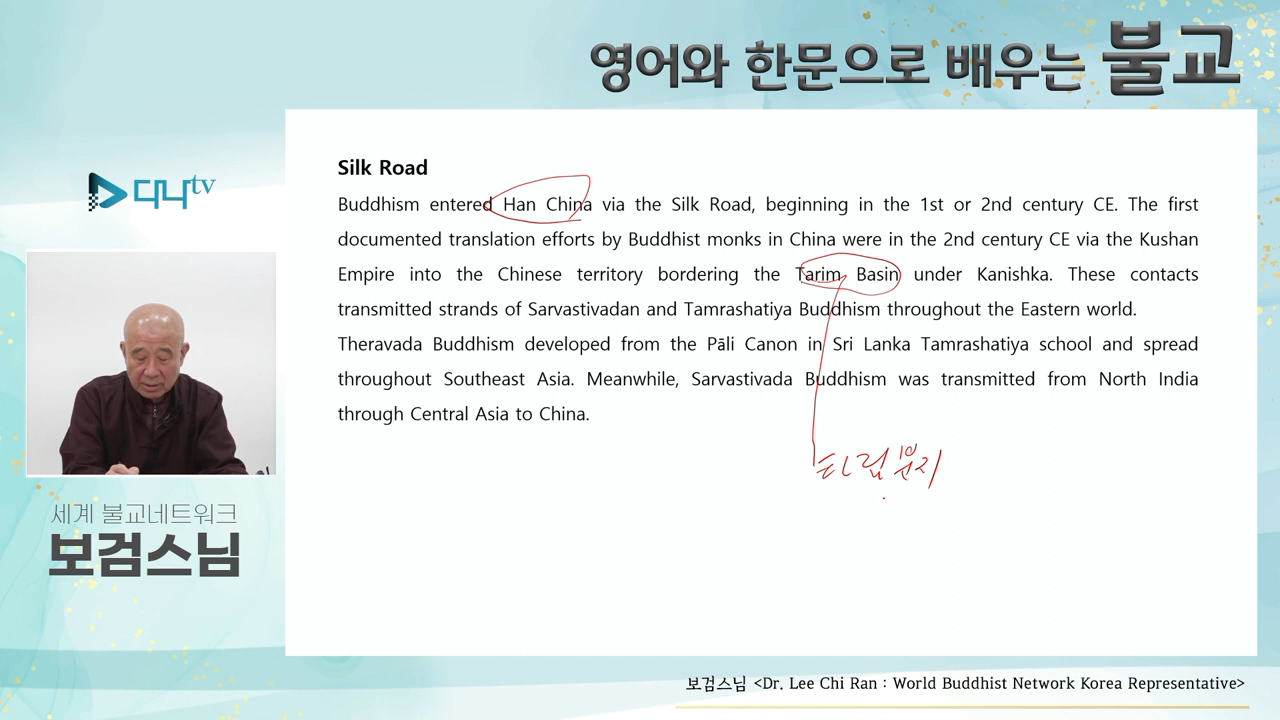 영어와 한문으로 배우는 불교
디나tv
Silk Road
Buddhism entered Han China via the Silk Road, beginning in the 1st or 2nd century CE. The first
documented translation efforts by Buddhist monks in China were in the 2nd century CE via the Kushan
Empire into the Chinese territory bordering the Tarim Basin under Kanishka. These contacts
transmitted strands of Sarvastivadan and Tamrashatiya Buddhism throughout the Eastern world.
Theravada Buddhism developed from the Pāli Canon in Sri Lanka Tamrashatiya school and spread
throughout Southeast Asia. Meanwhile, Sarvastivada Buddhism was transmitted from North India
through Central Asia to China.
타림 분지
세계 불교네트워크
보검스님
보검스님 <Dr. Lee Chi Ran : World Buddhist Network Korea Representative>